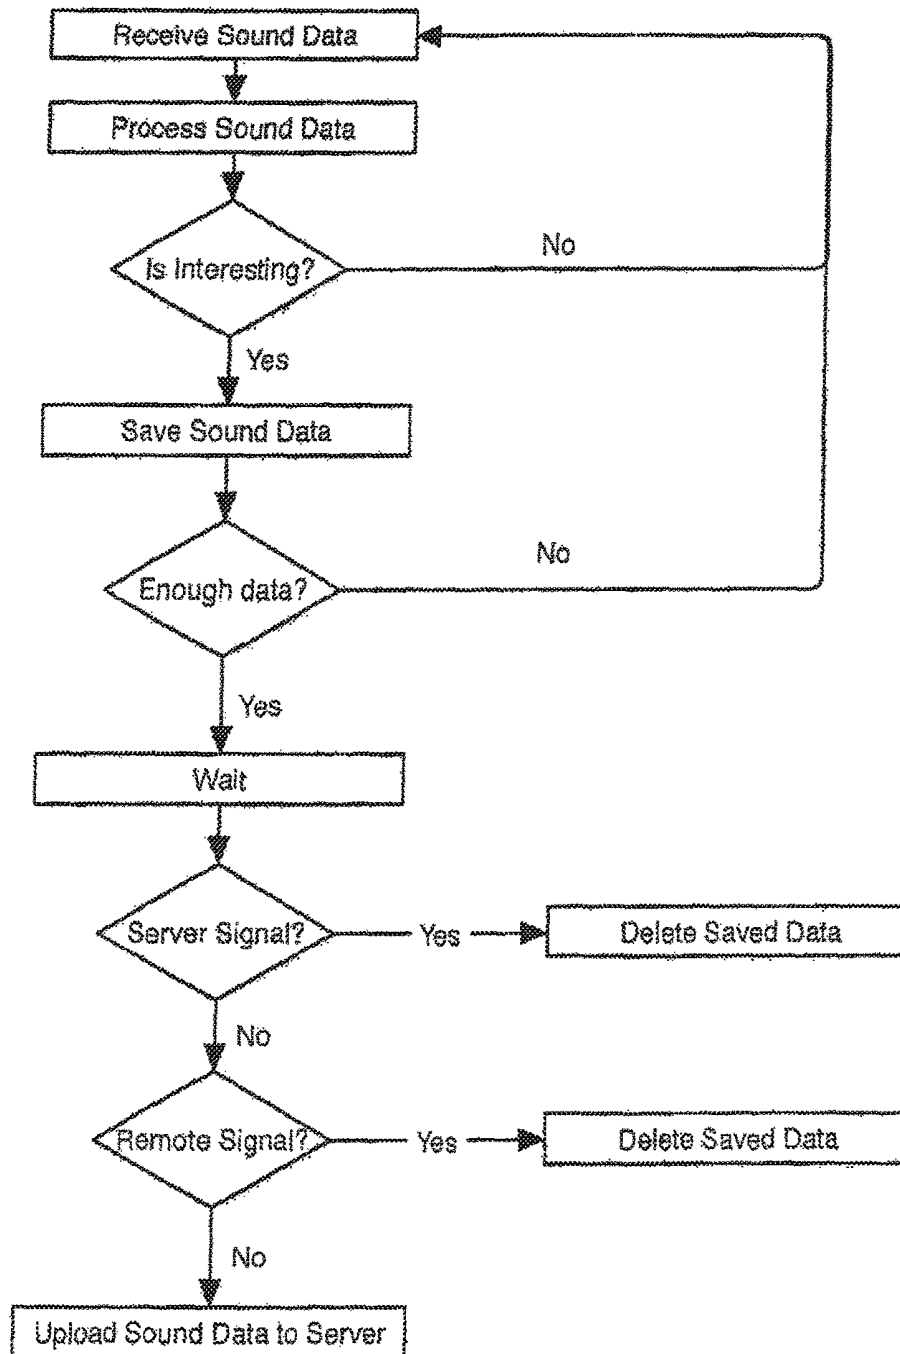 Receive Sound Data
Process Sound Data
Is Interesting?
No
Yes
Save Sound Data
Enough data?
No
Yes
Wait
Server Signal?
Yes
Delete Saved Data
No
Remote Signal?
Yes
Delete Saved Data
No
Upload Sound Data to Server